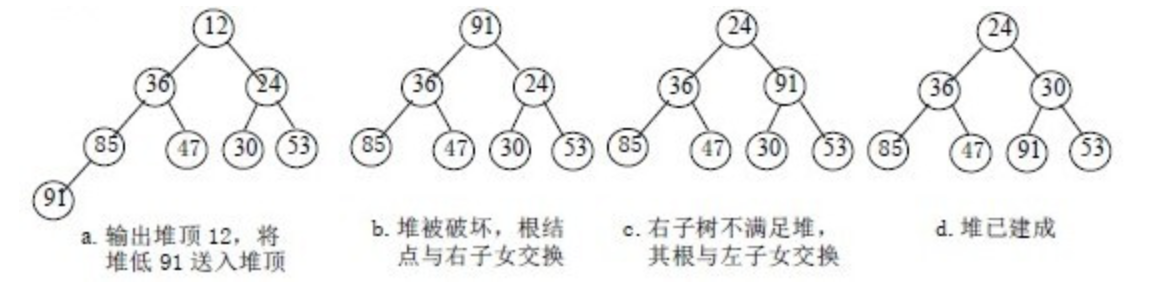 12 91 24 24
36 24 36 24 36 91 36 30
85 47 30 53 85 47 30 53 85 47 30 53 85 47 91 53
91
a. 输出堆顶 12，将
堆低 91 送入堆顶
b. 堆被破坏，根结
点与右子女交换
c. 右子树不满足堆，
其根与左子女交换
d. 堆已建成